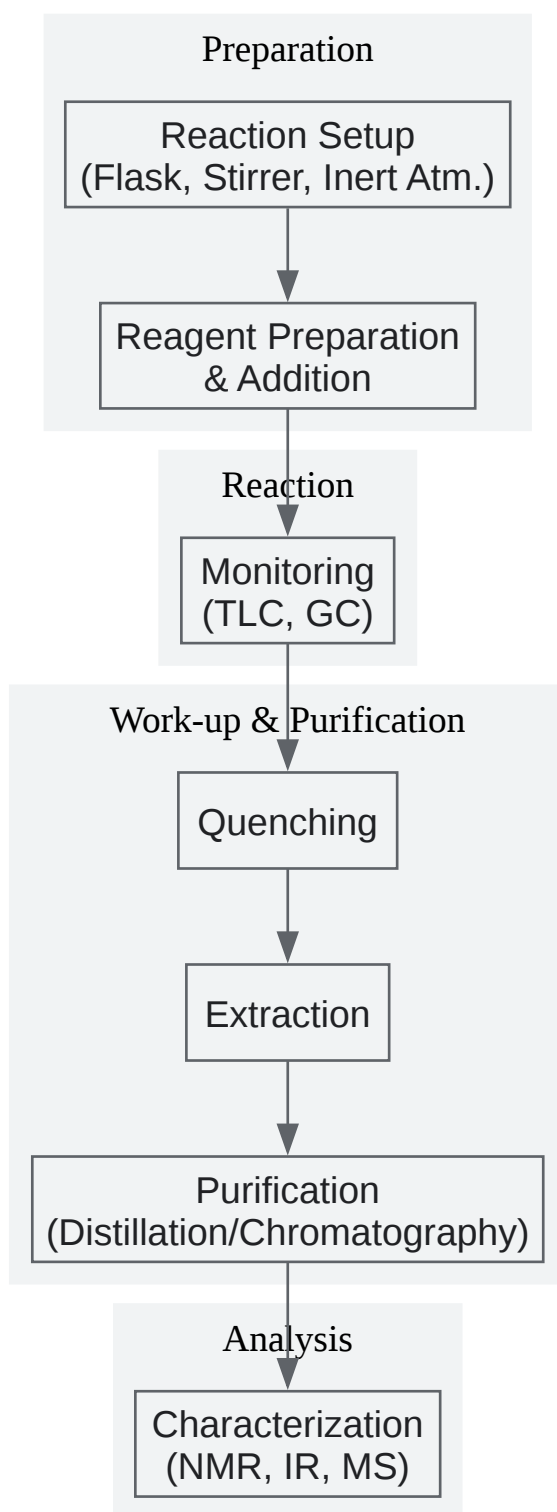 Preparation
Reaction Setup
(Flask, Stirrer, Inert Atm.)
Reagent Preparation
& Addition
Reaction
Monitoring
(TLC, GC)
Work-up & Purification
Quenching
Extraction
Purification
(Distillation/Chromatography)
Analysis
Characterization
(NMR, IR, MS)